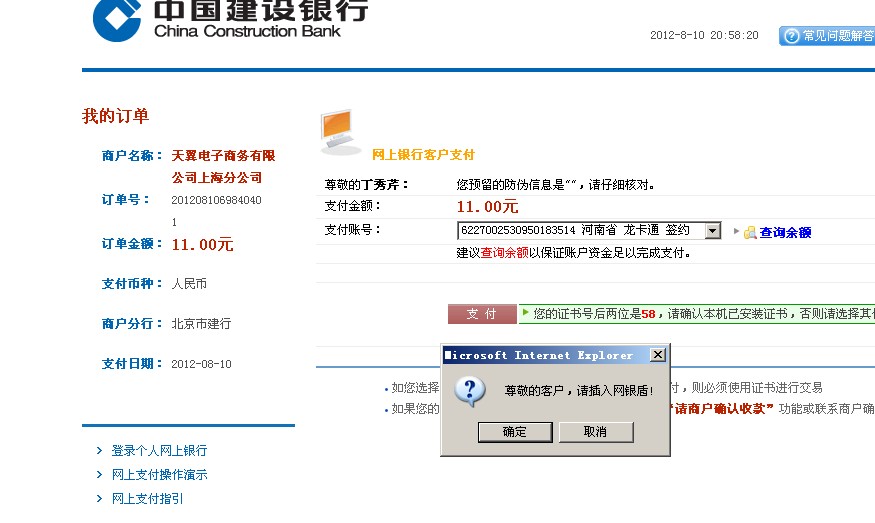 中国建设银行
China Construction Bank
2012-8-10 20:58:20
常见问题解答
我的订单
商户名称：
天翼电子商务有限
公司上海分公司
订单号：
201208106984040
1
订单金额：
11.00元
支付币种：
人民币
商户分行：
北京市建行
支付日期：
2012-08-10
登录个人网上银行
网上支付操作演示
网上支付指引
网上银行客户支付
尊敬的丁秀芹：
您预留的防伪信息是“”，请仔细核对。
支付金额：
11.00元
支付账号：
6227002530950183514 河南省 龙卡通 签约
查询余额
建议查询余额以保证账户资金足以完成支付。
支 付
您的证书号后两位是58，请确认本机已安装证书，否则请选择其
如您选择
付，则必须使用证书进行交易
如果您的
“请商户确认收款” 功能或联系商户确
Microsoft Internet Explorer
尊敬的客户，请插入网银盾!
确定
取消